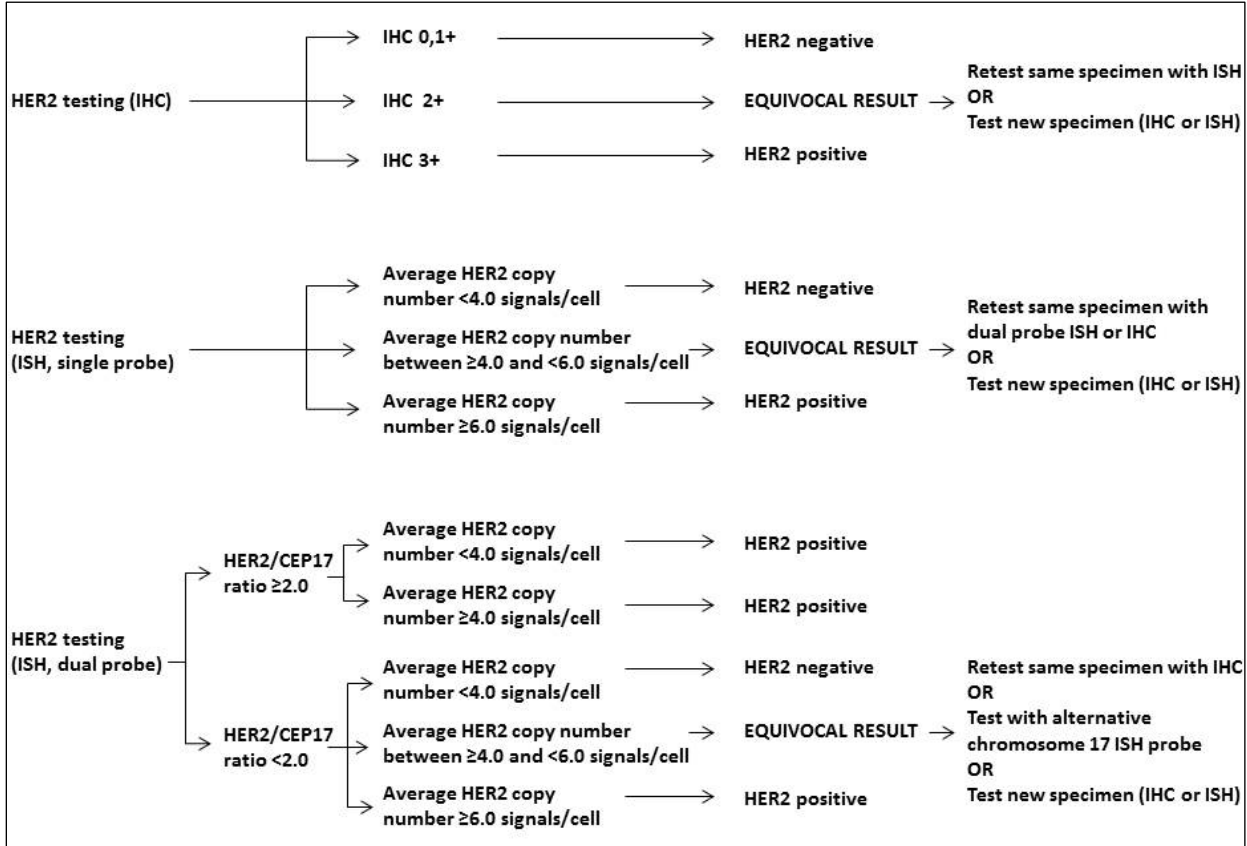 HER2 testing (IHC)
IHC 0,1+
HER2 negative
IHC 2+
EQUIVOCAL RESULT
Retest same specimen with ISH
OR
Test new specimen (IHC or ISH)
IHC 3+
HER2 positive
HER2 testing
(ISH, single probe)
Average HER2 copy
number <4.0 signals/cell
HER2 negative
Average HER2 copy number
between ≥4.0 and <6.0 signals/cell
EQUIVOCAL RESULT
Retest same specimen with
dual probe ISH or IHC
OR
Test new specimen (IHC or ISH)
Average HER2 copy
number ≥6.0 signals/cell
HER2 positive
HER2 testing
(ISH, dual probe)
HER2/CEP17
ratio ≥2.0
Average HER2 copy
number <4.0 signals/cell
HER2 positive
Average HER2 copy
number ≥4.0 signals/cell
HER2 positive
HER2/CEP17
ratio <2.0
Average HER2 copy
number <4.0 signals/cell
HER2 negative
Average HER2 copy number
between ≥4.0 and <6.0 signals/cell
EQUIVOCAL RESULT
Retest same specimen with IHC
OR
Test with alternative
chromosome 17 ISH probe
OR
Test new specimen (IHC or ISH)
Average HER2 copy
number ≥6.0 signals/cell
HER2 positive